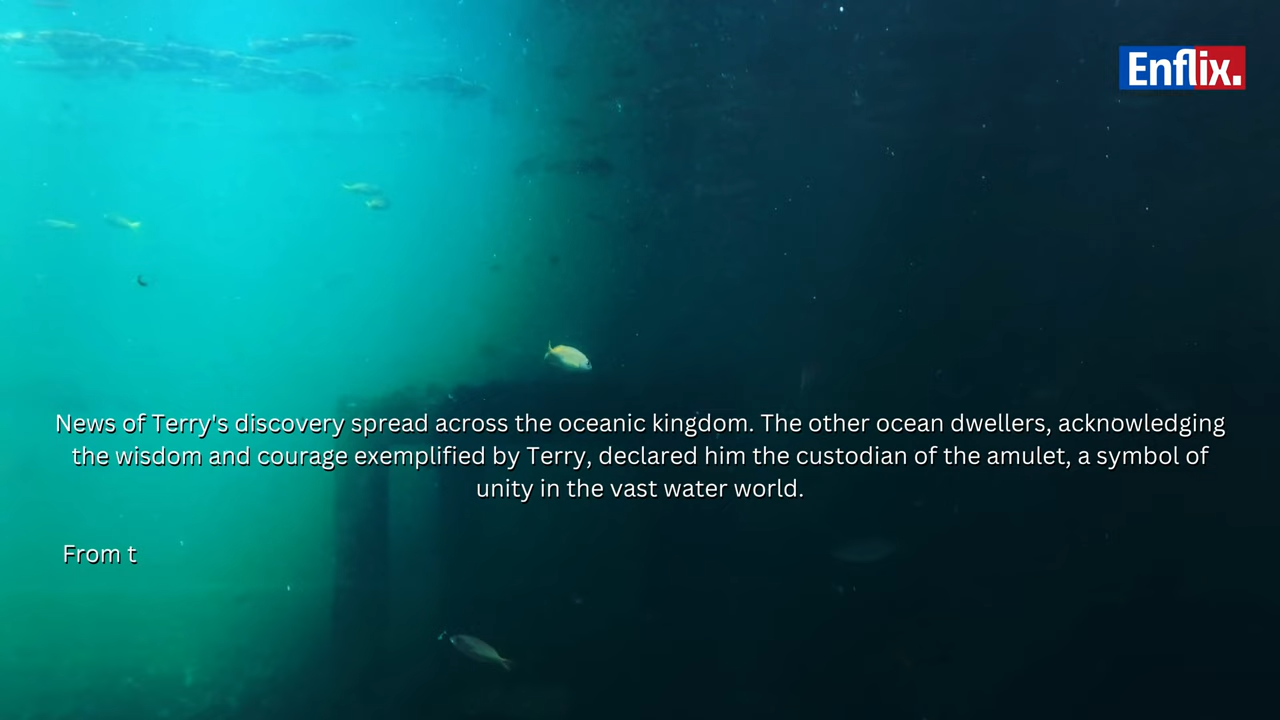 Enflix.
News of Terry's discovery spread across the oceanic kingdom. The other ocean dwellers, acknowledging
the wisdom and courage exemplified by Terry, declared him the custodian of the amulet, a symbol of
unity in the vast water world.
From t